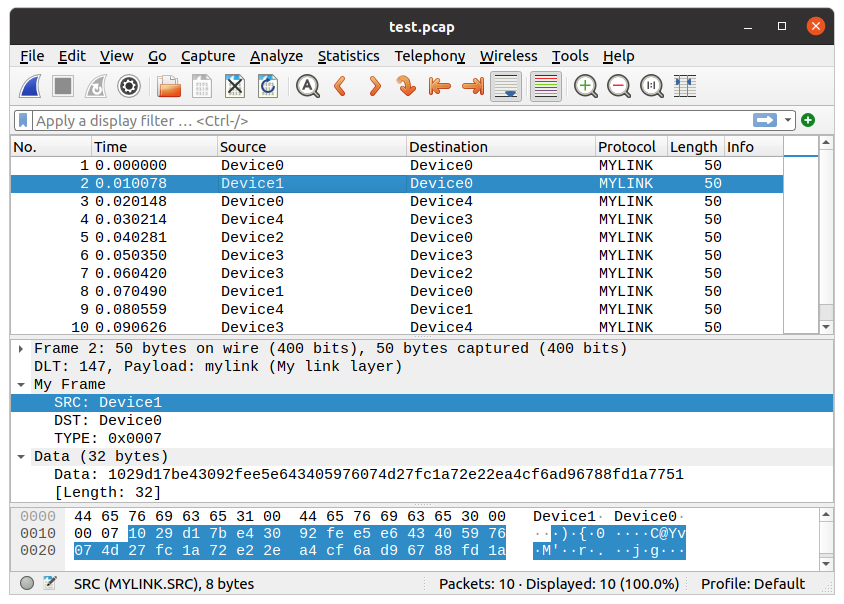 test.pcap
File Edit View Go Capture Analyze Statistics Telephony Wireless Tools Help
Apply a display filter … <Ctrl-/>
No. Time Source Destination Protocol Length Info
1 0.000000 Device0 Device0 MYLINK 50
2 0.010078 Device1 Device0 MYLINK 50
3 0.020148 Device0 Device4 MYLINK 50
4 0.030214 Device4 Device3 MYLINK 50
5 0.040281 Device2 Device0 MYLINK 50
6 0.050350 Device3 Device3 MYLINK 50
7 0.060420 Device3 Device2 MYLINK 50
8 0.070490 Device1 Device0 MYLINK 50
9 0.080559 Device4 Device1 MYLINK 50
10 0.090626 Device3 Device4 MYLINK 50
Frame 2: 50 bytes on wire (400 bits), 50 bytes captured (400 bits)
DLT: 147, Payload: mylink (My link layer)
My Frame
SRC: Device1
DST: Device0
TYPE: 0x0007
Data (32 bytes)
Data: 1029d17be43092fee5e643405976074d27fc1a72e22ea4cf6ad96788fd1a7751
[Length: 32]
0000 44 65 76 69 63 65 31 00 44 65 76 69 63 65 30 00 Device1· Device0·
0010 00 07 10 29 d1 7b e4 30 92 fe e5 e6 43 40 59 76 ···)·{·0 ····C@Yv
0020 07 4d 27 fc 1a 72 e2 2e a4 cf 6a d9 67 88 fd 1a ·M'··r·. ··j·g···
SRC (MYLINK.SRC), 8 bytes Packets: 10 · Displayed: 10 (100.0%) Profile: Default